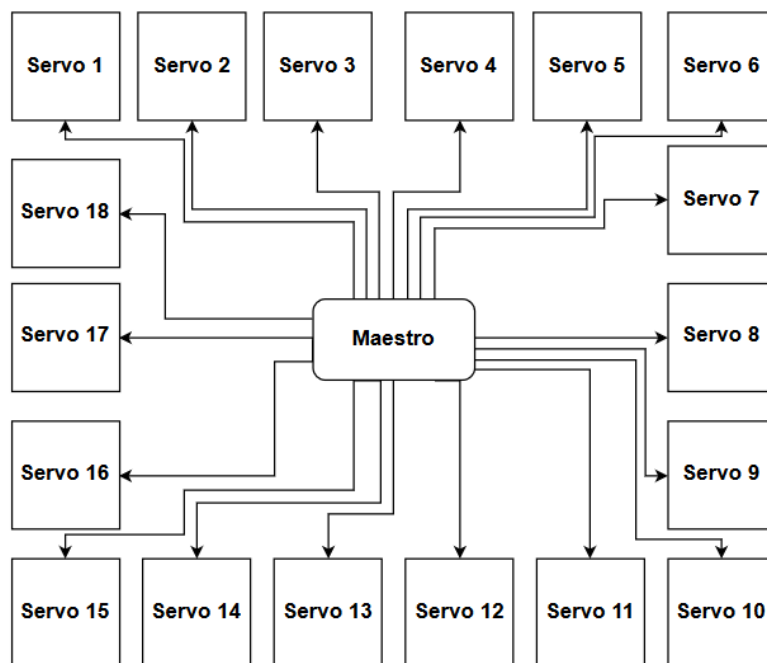 Servo 1
Servo 2
Servo 3
Servo 4
Servo 5
Servo 6
Servo 18
Servo 7
Servo 17
Maestro
Servo 8
Servo 16
Servo 9
Servo 15
Servo 14
Servo 13
Servo 12
Servo 11
Servo 10